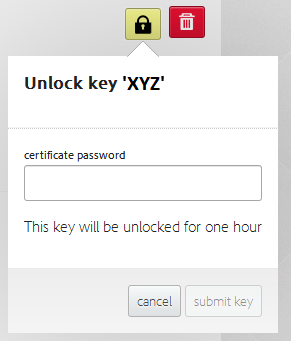 Unlock key 'XYZ'
certificate password
This key will be unlocked for one hour
cancel
submit key